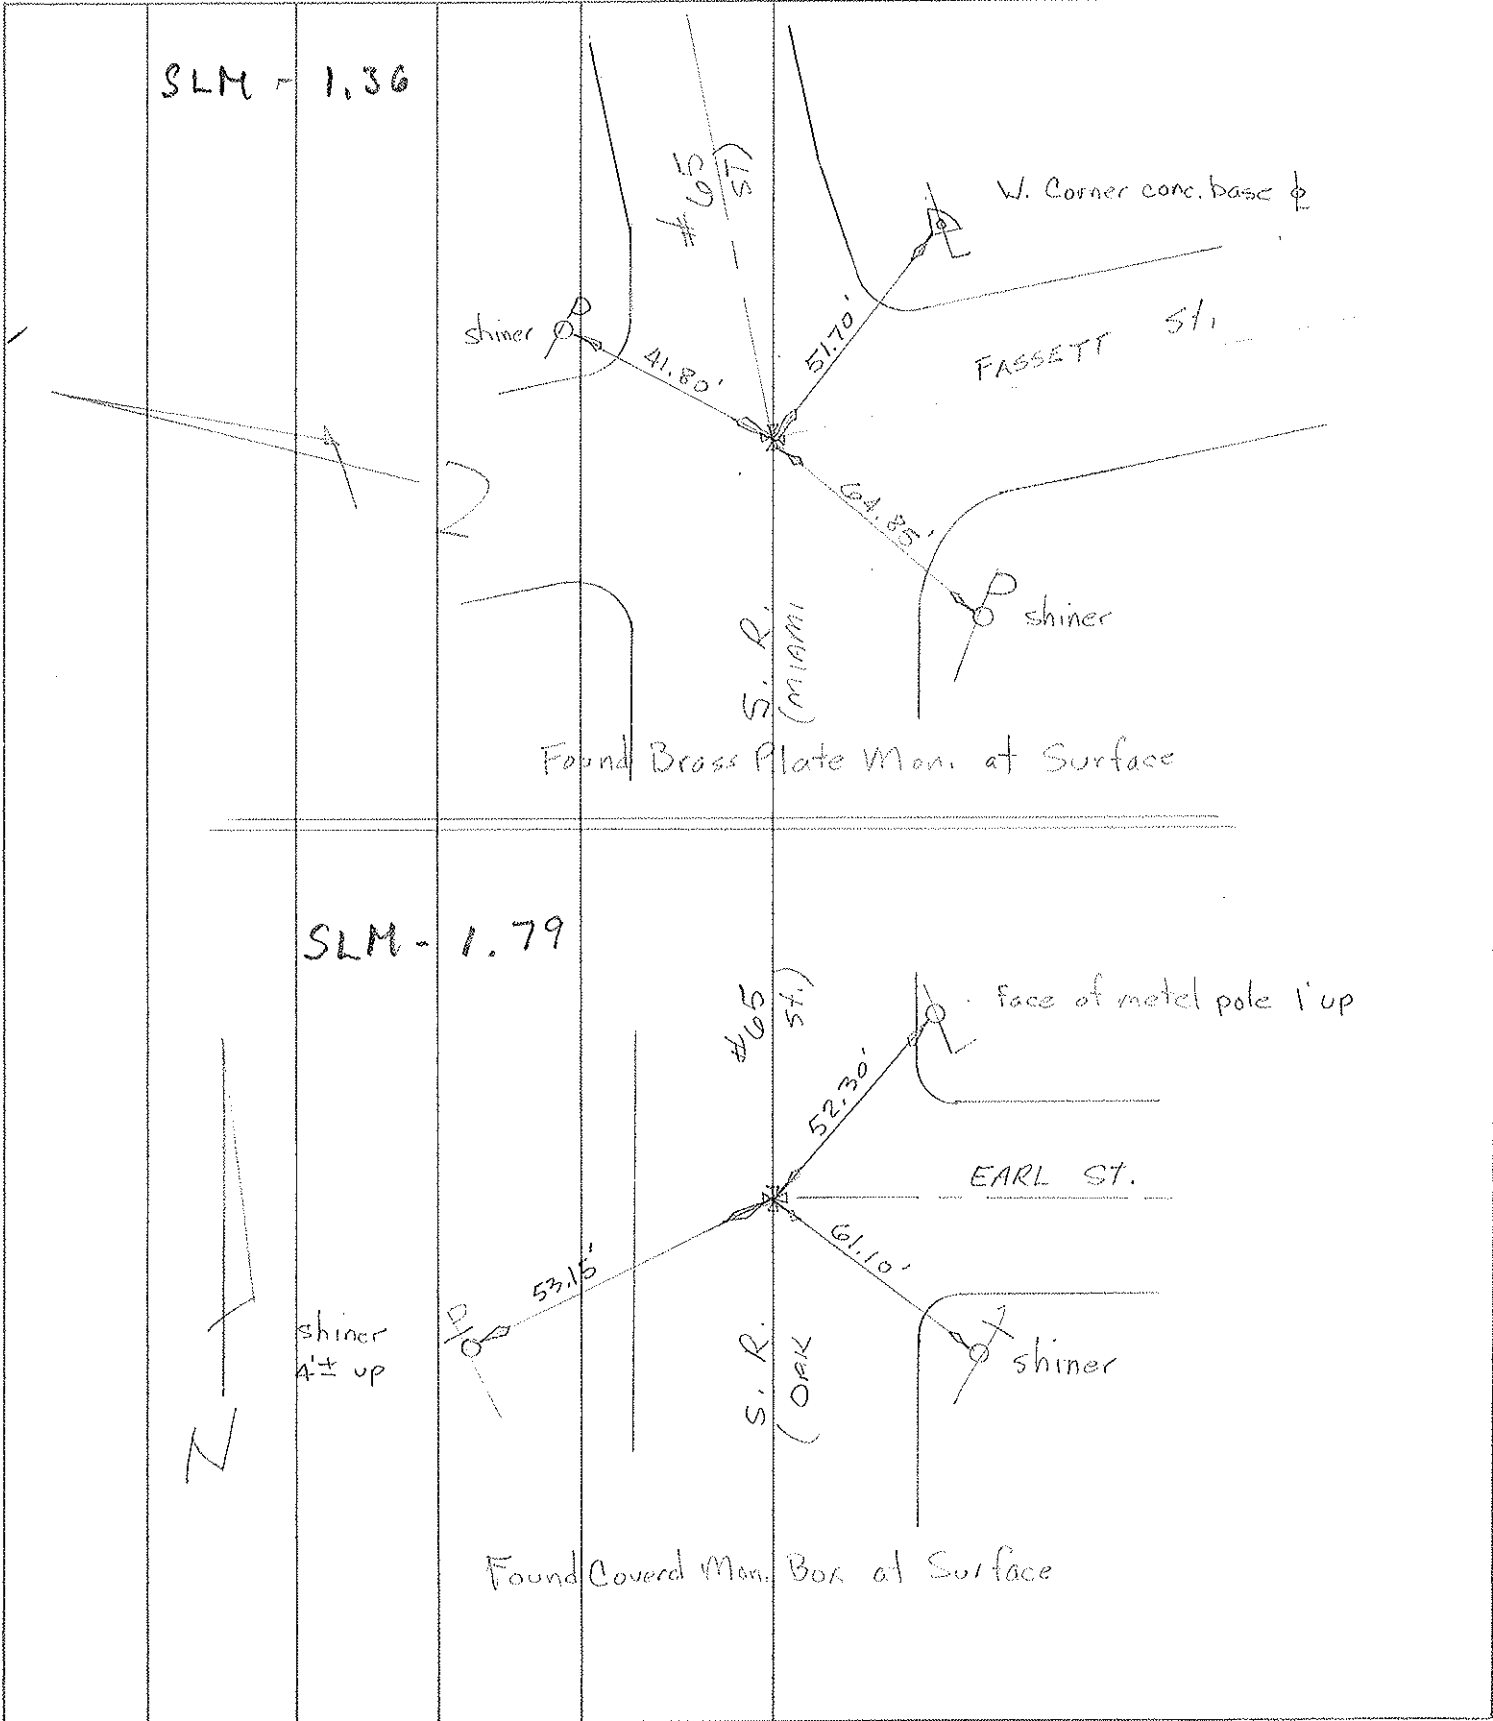 SLM - 1.36
#65
ST)
W. Corner conc. base
shiner
41.80'
51.70'
FASSETT St.
N
64.85'
shiner
S. R.
(MIAMI
Found Brass Plate Mon. at Surface
SLM - 1.79
#65
St.)
face of metel pole 1' up
52.30'
EARL ST.
53.15'
61.10'
shiner
4'± up
shiner
S. R.
(OAK
N
Found Coverd Mon. Box at Surface